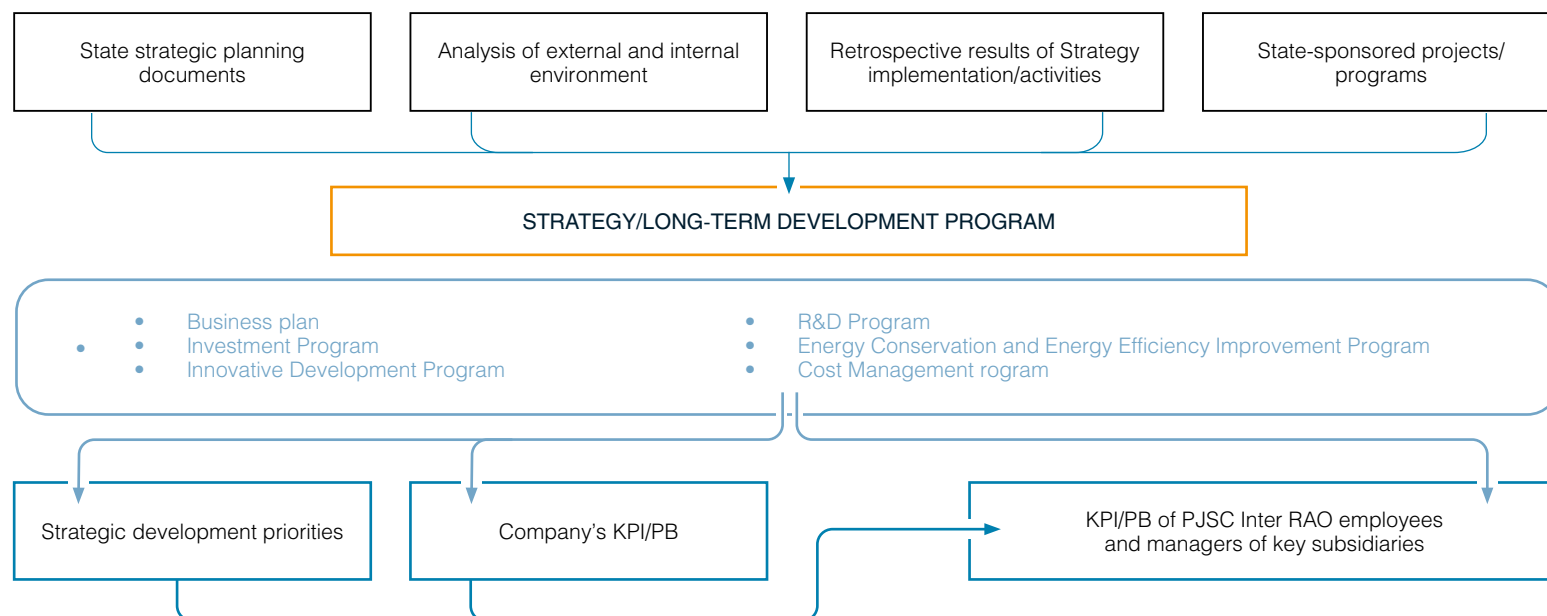 State strategic planning
documents
Analysis of external and internal
environment
Retrospective results of Strategy
implementation/activities
State-sponsored projects/
programs
STRATEGY/LONG-TERM DEVELOPMENT PROGRAM
• Business plan
• • Investment Program
• Innovative Development Program
• R&D Program
• Energy Conservation and Energy Efficiency Improvement Program
• Cost Management rogram
Strategic development priorities
Company’s KPI/PB
KPI/PB of PJSC Inter RAO employees
and managers of key subsidiaries